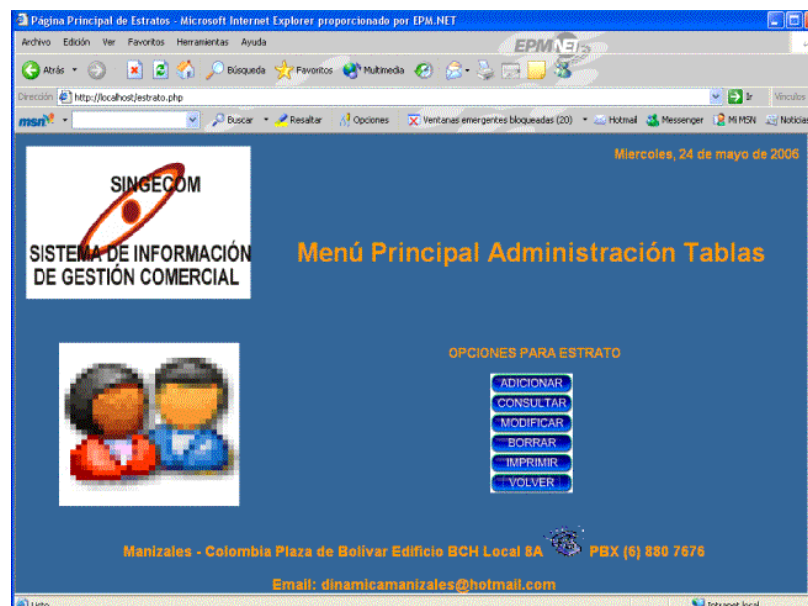 Página Principal de Estratos - Microsoft Internet Explorer proporcionado por EPM.NET
Archivo Edición Ver Favoritos Herramientas Ayuda
EPMNET
Atrás Búsqueda Favoritos Multimedia
Dirección http://localhost/estrato.php Ir Vínculos
msn Buscar Resaltar Opciones Ventanas emergentes bloqueadas (20) Hotmail Messenger Mi MSN Noticias
Miercoles, 24 de mayo de 2006
SINGECOM
SISTEMA DE INFORMACIÓN
DE GESTIÓN COMERCIAL
Menú Principal Administración Tablas
OPCIONES PARA ESTRATO
ADICIONAR
CONSULTAR
MODIFICAR
BORRAR
IMPRIMIR
VOLVER
Manizales - Colombia Plaza de Bolivar Edificio BCH Local 8A PBX (6) 880 7676
Email: dinamicamanizales@hotmail.com
Listo Intranet local